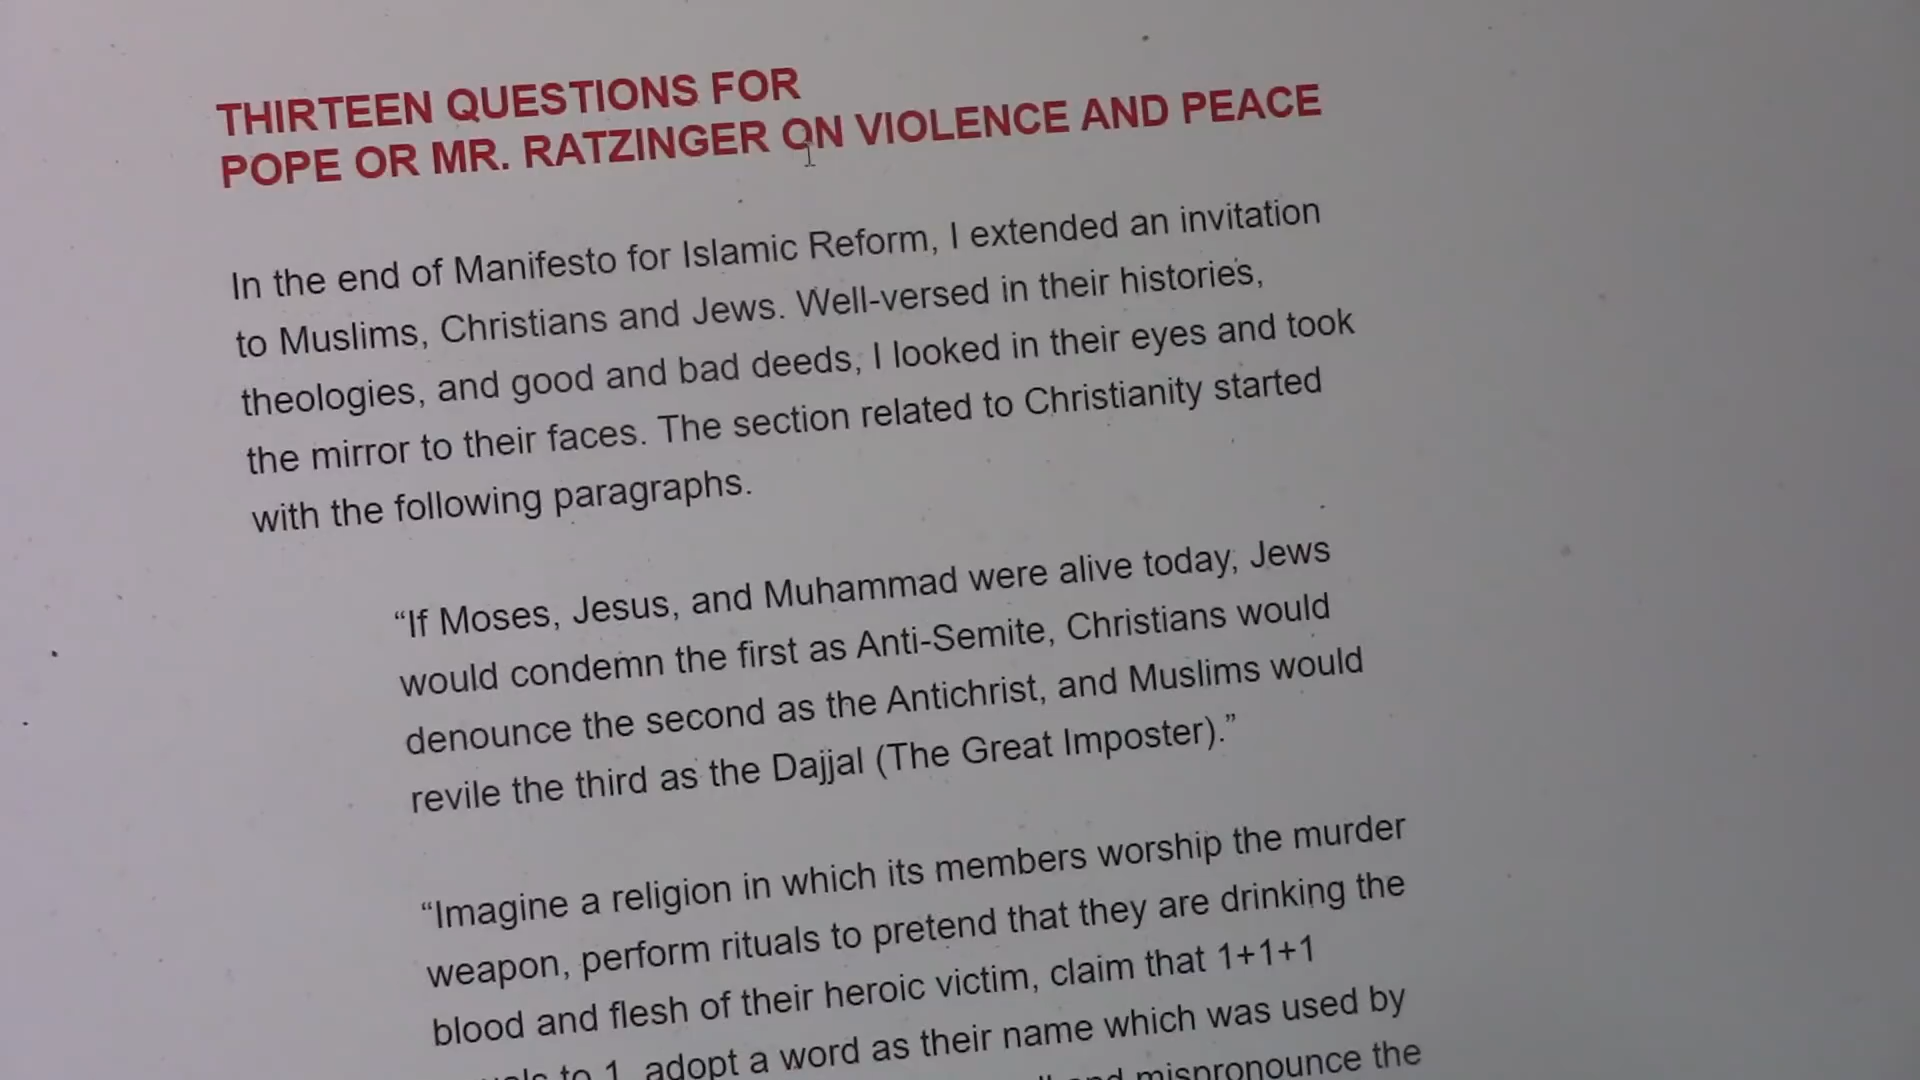 THIRTEEN QUESTIONS FOR
POPE OR MR. RATZINGER ON VIOLENCE AND PEACE
In the end of Manifesto for Islamic Reform, I extended an invitation
to Muslims, Christians and Jews. Well-versed in their histories,
theologies, and good and bad deeds, I looked in their eyes and took
the mirror to their faces. The section related to Christianity started
with the following paragraphs.
“If Moses, Jesus, and Muhammad were alive today, Jews
would condemn the first as Anti-Semite, Christians would
denounce the second as the Antichrist, and Muslims would
revile the third as the Dajjal (The Great Imposter).”
“Imagine a religion in which its members worship the murder
weapon, perform rituals to pretend that they are drinking the
blood and flesh of their heroic victim, claim that 1+1+1
to 1, adopt a word as their name which was used by
mispronounce the